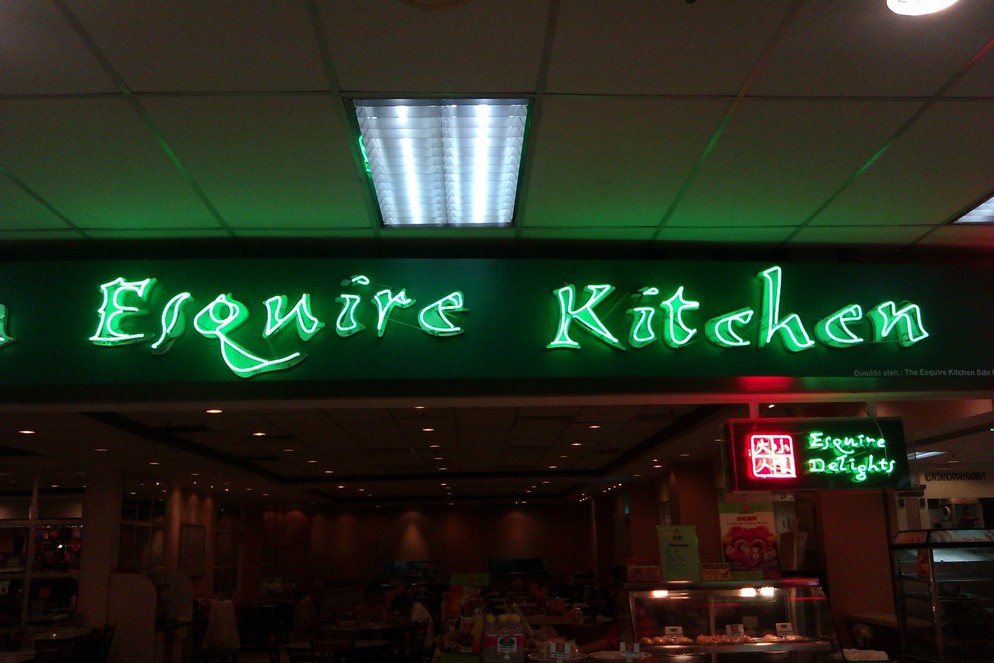 Esquire Kitchen
Dimiliki oleh : The Esquire Kitchen Sdn
Esquire
Delights